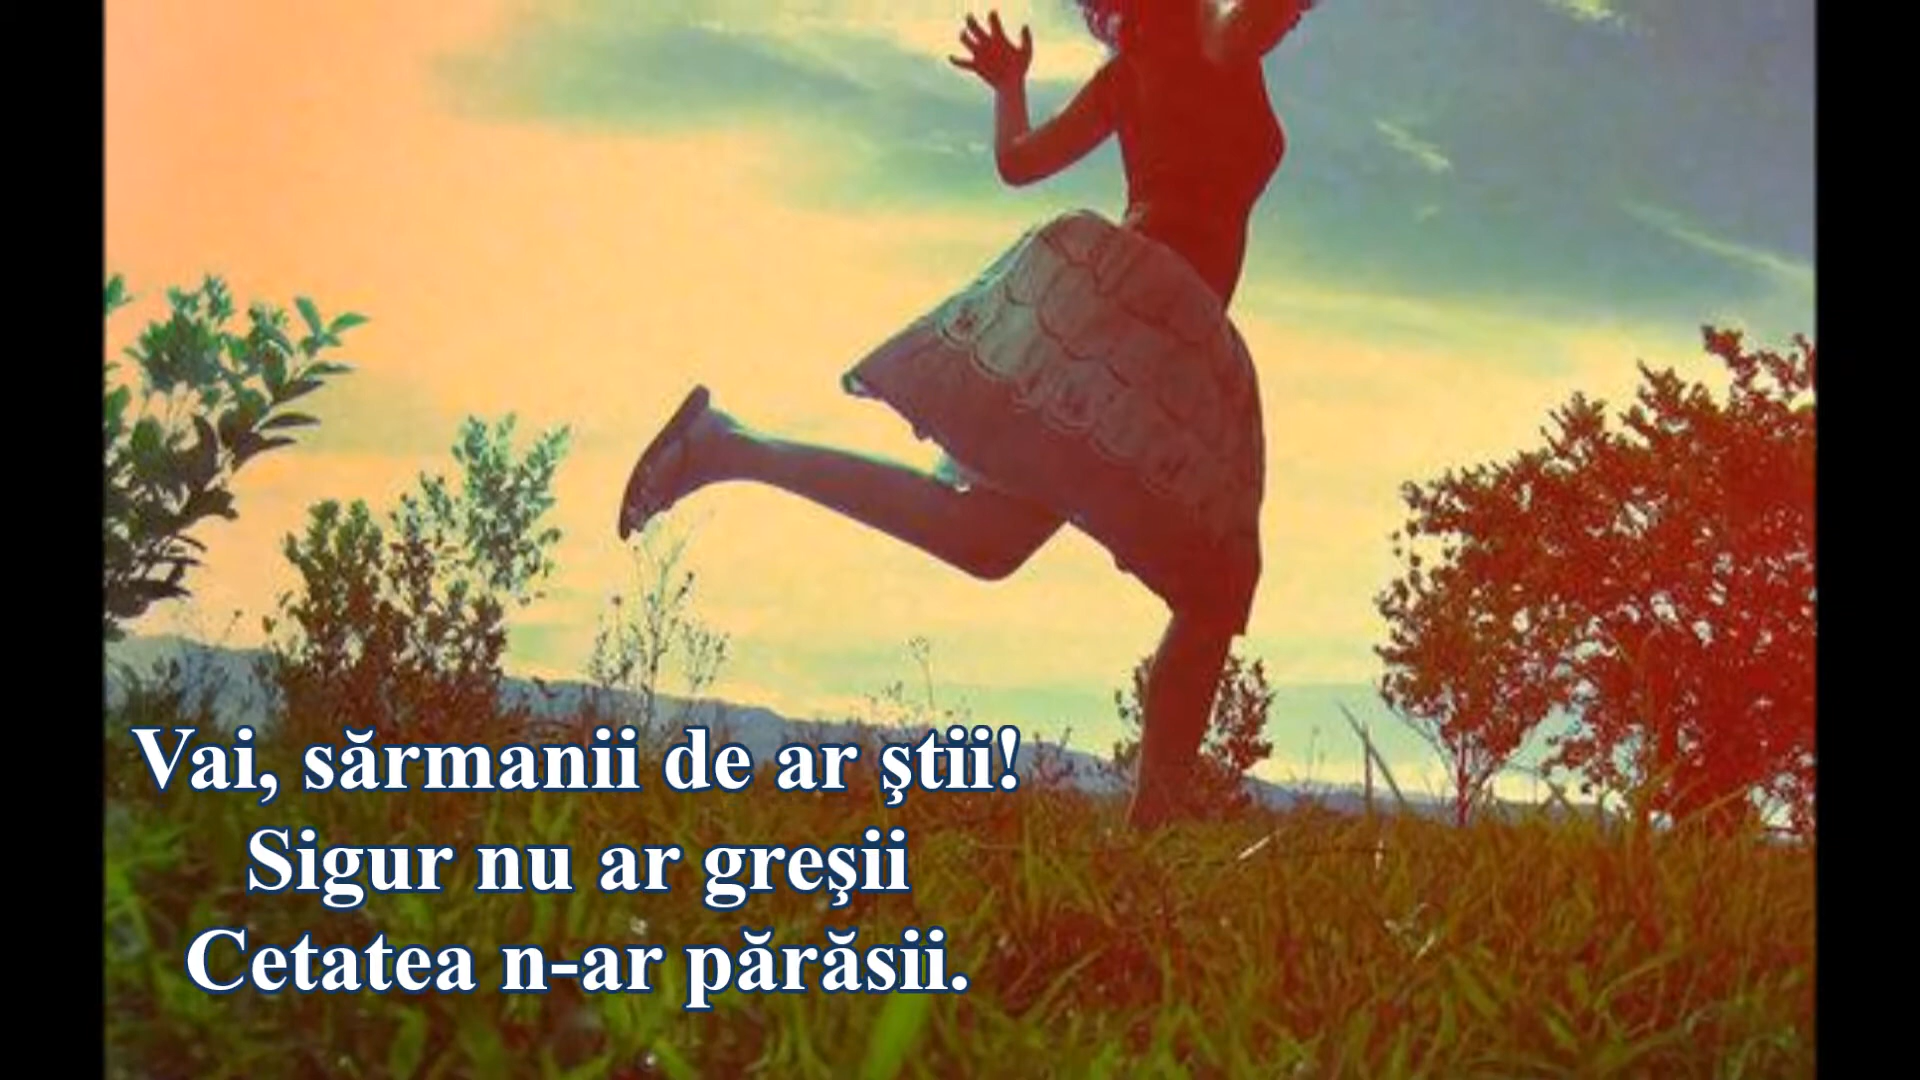 Vai, sărmanii de ar ştii!
Sigur nu ar greşii
Cetatea n-ar părăsii.